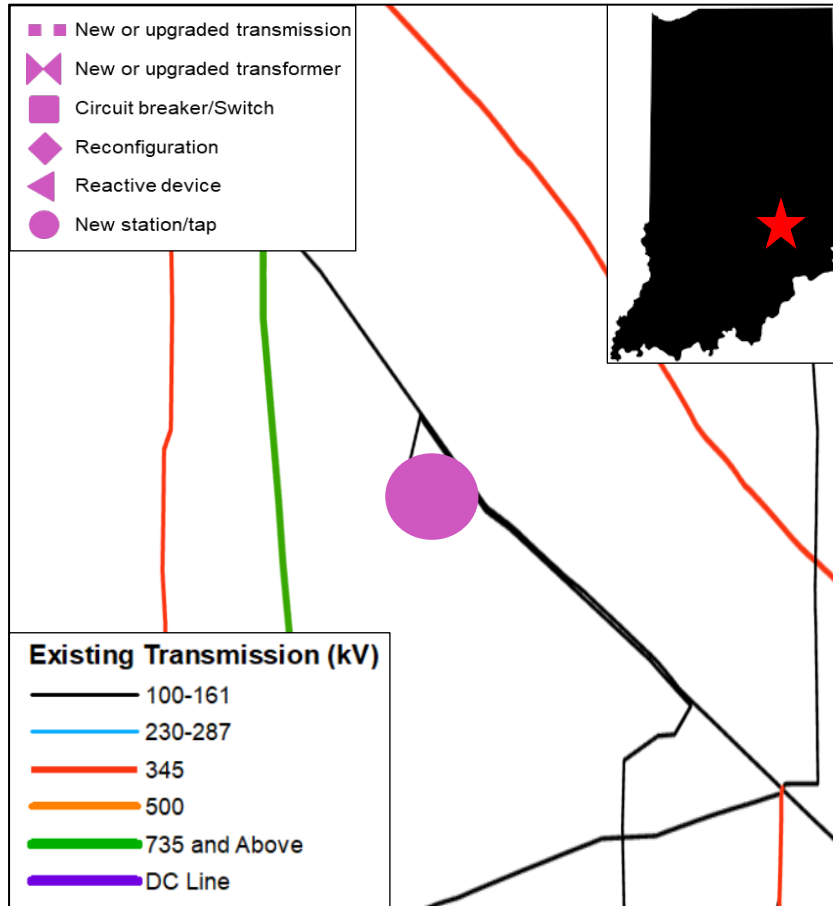 New or upgraded transmission
New or upgraded transformer
Circuit breaker/Switch
Reconfiguration
Reactive device
New station/tap
Existing Transmission (kV)
100-161
230-287
345
500
735 and Above
DC Line